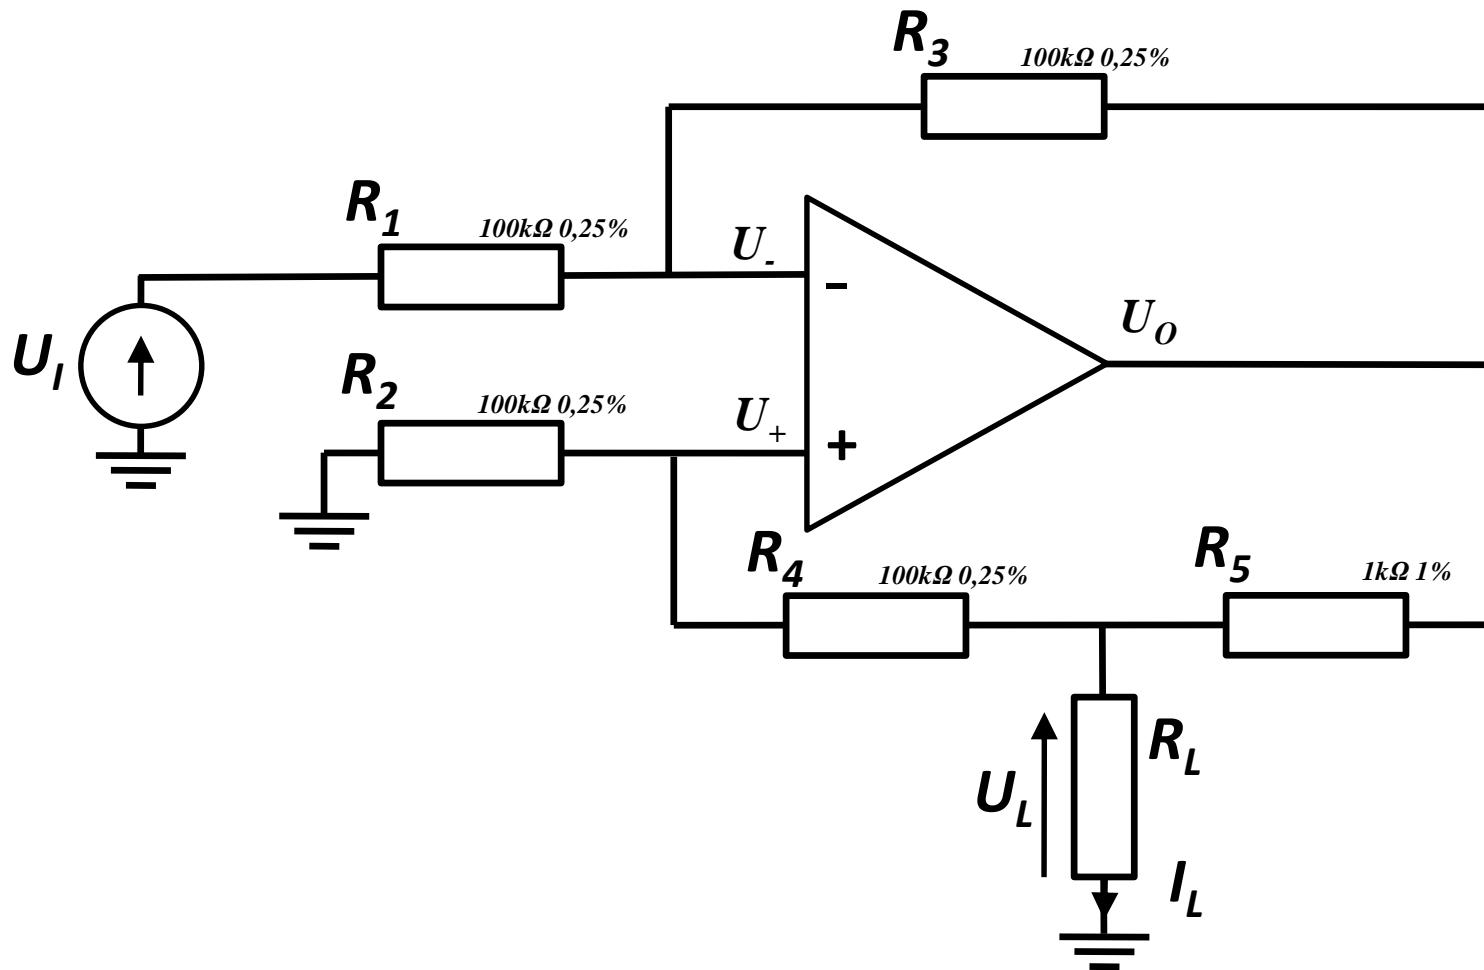 R3
100kΩ 0,25%
R1
100kΩ 0,25%
U-
-
UI
UO
R2
100kΩ 0,25%
U+
+
R4
100kΩ 0,25%
R5
1kΩ 1%
RL
UL
IL